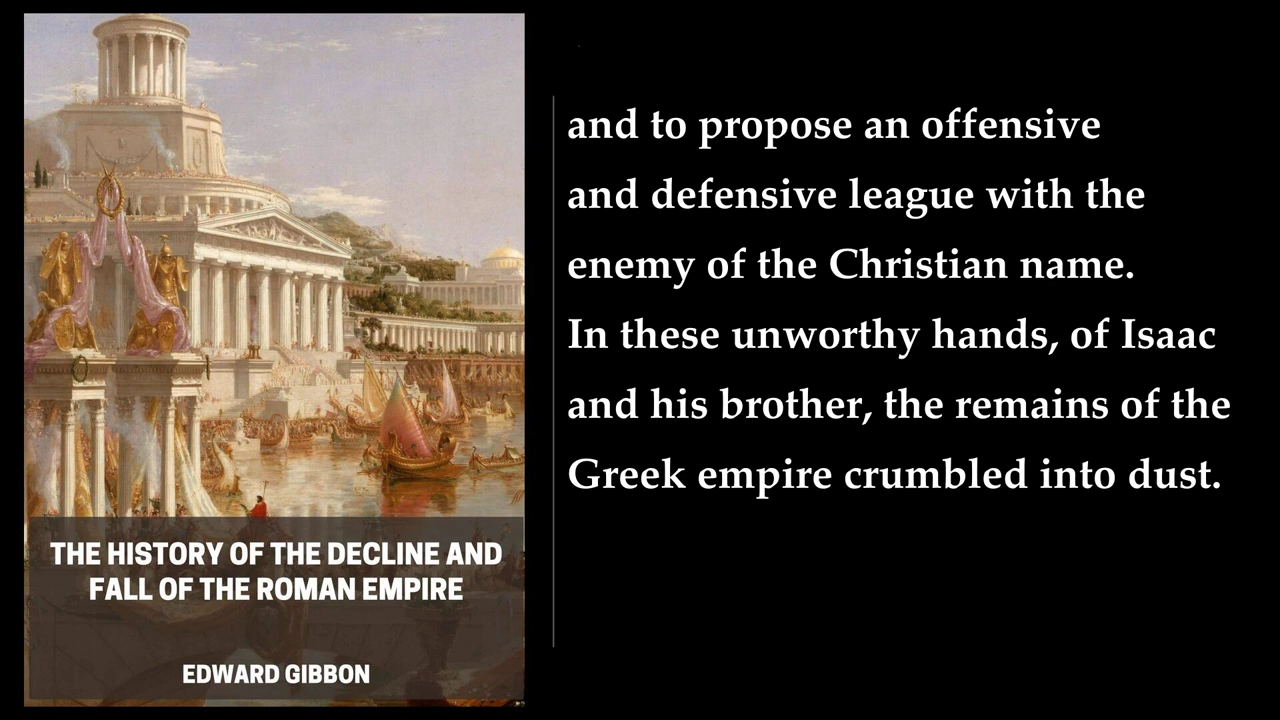 THE HISTORY OF THE DECLINE AND
FALL OF THE ROMAN EMPIRE
EDWARD GIBBON
and to propose an offensive
and defensive league with the
enemy of the Christian name.
In these unworthy hands, of Isaac
and his brother, the remains of the
Greek empire crumbled into dust.